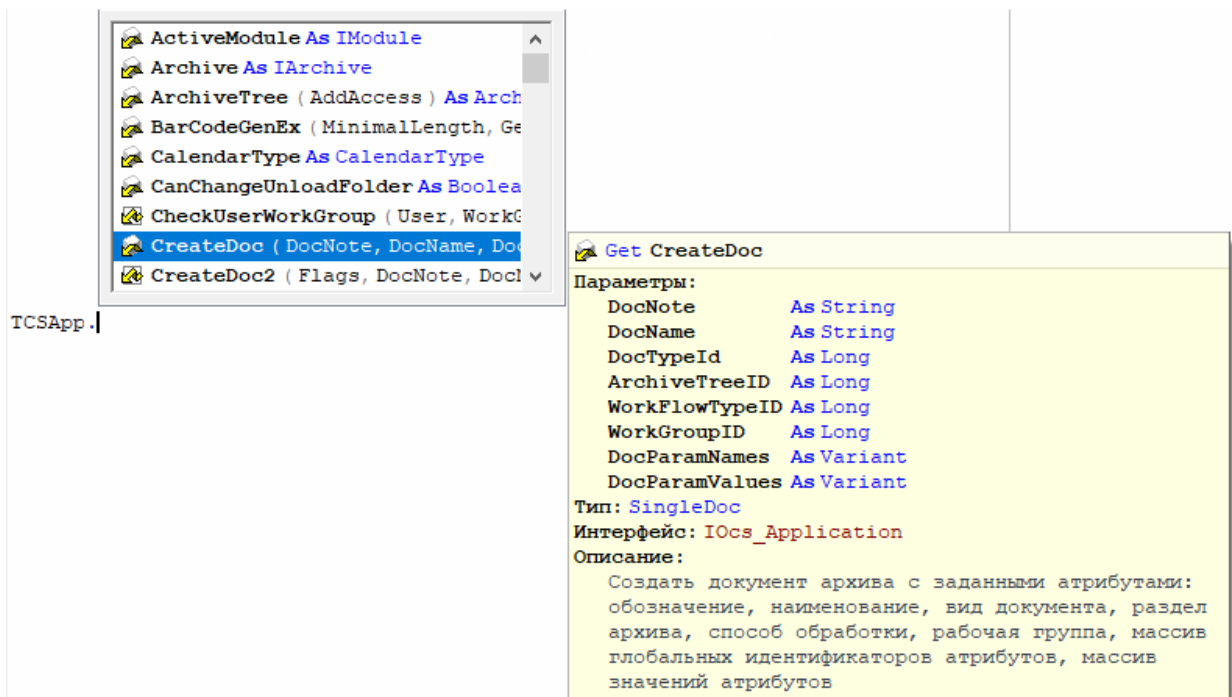 ActiveModule As IModule
Archive As IArchive
ArchiveTree (AddAccess) As Arch
BarCodeGenEx (MinimalLength, Ge
CalendarType As CalendarType
CanChangeUnloadFolder As Boolea
CheckUserWorkGroup (User, WorkG
CreateDoc (DocNote, DocName, Doc
CreateDoc2 (Flags, DocNote, DocN
TCSApp.
Get CreateDoc
Параметры:
DocNote As String
DocName As String
DocTypeId As Long
ArchiveTreeID As Long
WorkFlowTypeID As Long
WorkGroupID As Long
DocParamNames As Variant
DocParamValues As Variant
Тип: SingleDoc
Интерфейс: IOcs_Application
Описание:
Создать документ архива с заданными атрибутами:
обозначение, наименование, вид документа, раздел
архива, способ обработки, рабочая группа, массив
глобальных идентификаторов атрибутов, массив
значений атрибутов